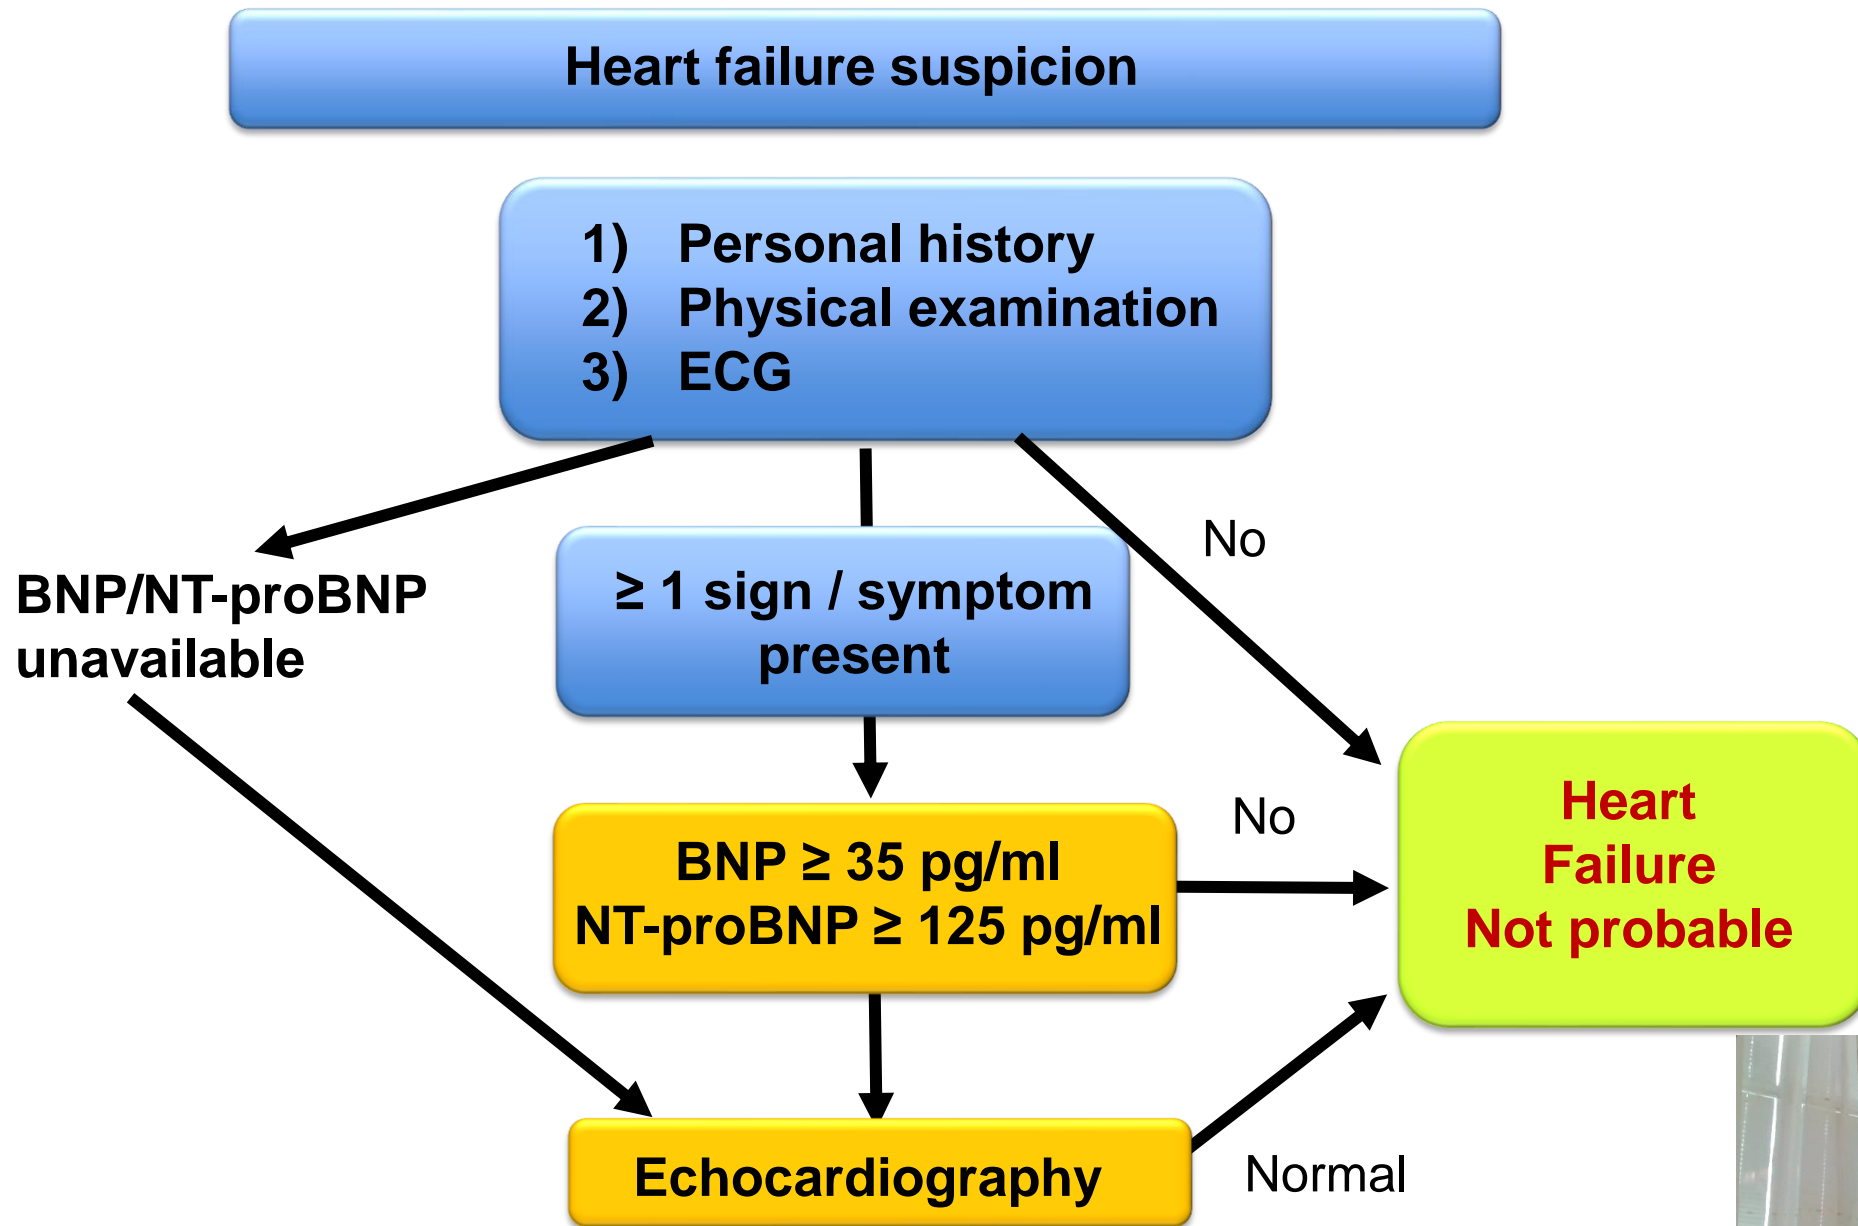 Heart failure suspicion
1) Personal history
2) Physical examination
3) ECG
No
BNP/NT-proBNP
unavailable
≥ 1 sign / symptom
present
No
BNP ≥ 35 pg/ml
NT-proBNP ≥ 125 pg/ml
Heart
Failure
Not probable
Echocardiography
Normal